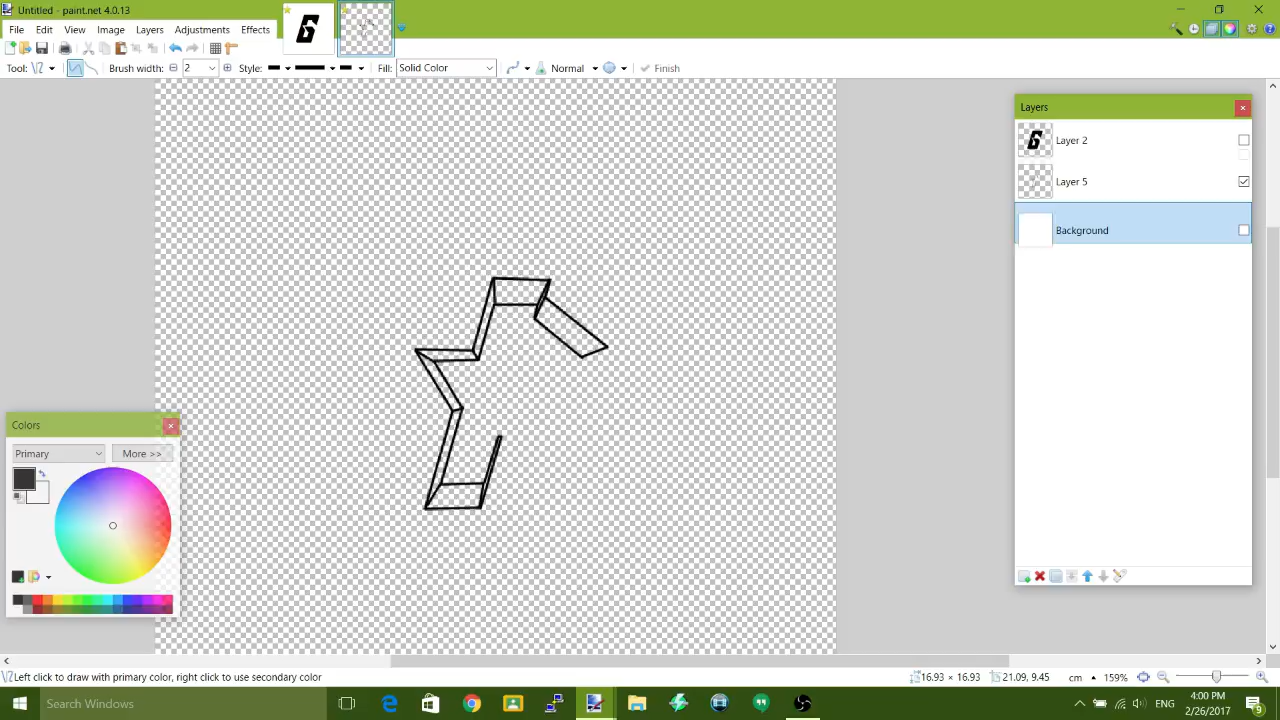 Untitled - paint.net 4.0.13
File Edit View Image Layers Adjustments Effects
Tool: Brush width: 2 Style: Fill: Solid Color Normal Finish
Layers
Layer 2
Layer 5
Background
Colors
Primary More >>
Left click to draw with primary color, right click to use secondary color 16.93 × 16.93 21.09, 9.45 cm 159%
Search Windows
ENG
4:00 PM
2/26/2017